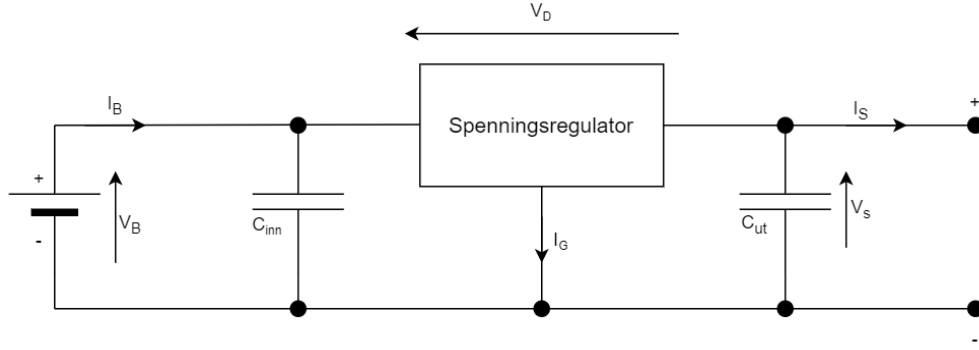 V_D
I_B
Spenningsregulator
I_S
+
+
-
V_B
C_inn
I_G
C_ut
V_s
-